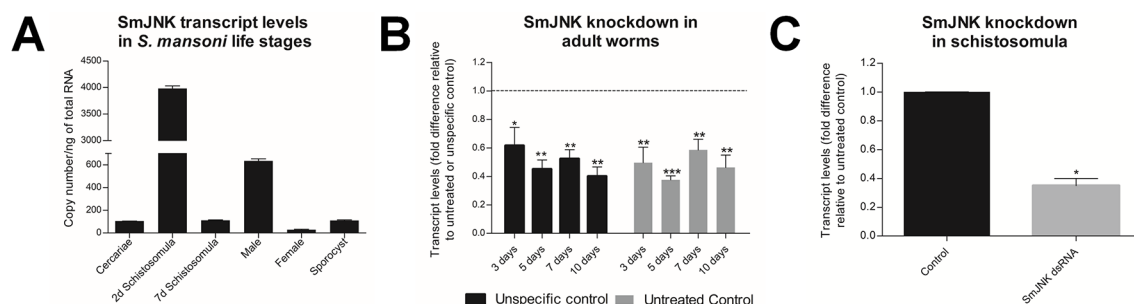 A
SmJNK transcript levels
in S. mansoni life stages
Copy number/ng of total RNA
4000
3500
3000
600
400
200
0
Cercariae
2d Schistosomula
7d Schistosomula
Male
Female
Sporocyst
B
SmJNK knockdown in
adult worms
Transcript levels (fold difference relative
to untreated or unspecific control)
1.2
1.0
0.8
0.6
0.4
0.2
0.0
*
**
**
**
**
***
**
**
3 days
5 days
7 days
10 days
3 days
5 days
7 days
10 days
Unspecific control
Untreated Control
C
SmJNK knockdown
in schistosomula
Transcript levels (fold difference
relative to untreated control)
1.2
1.0
0.8
0.6
0.4
0.2
0.0
*
Control
SmJNK dsRNA